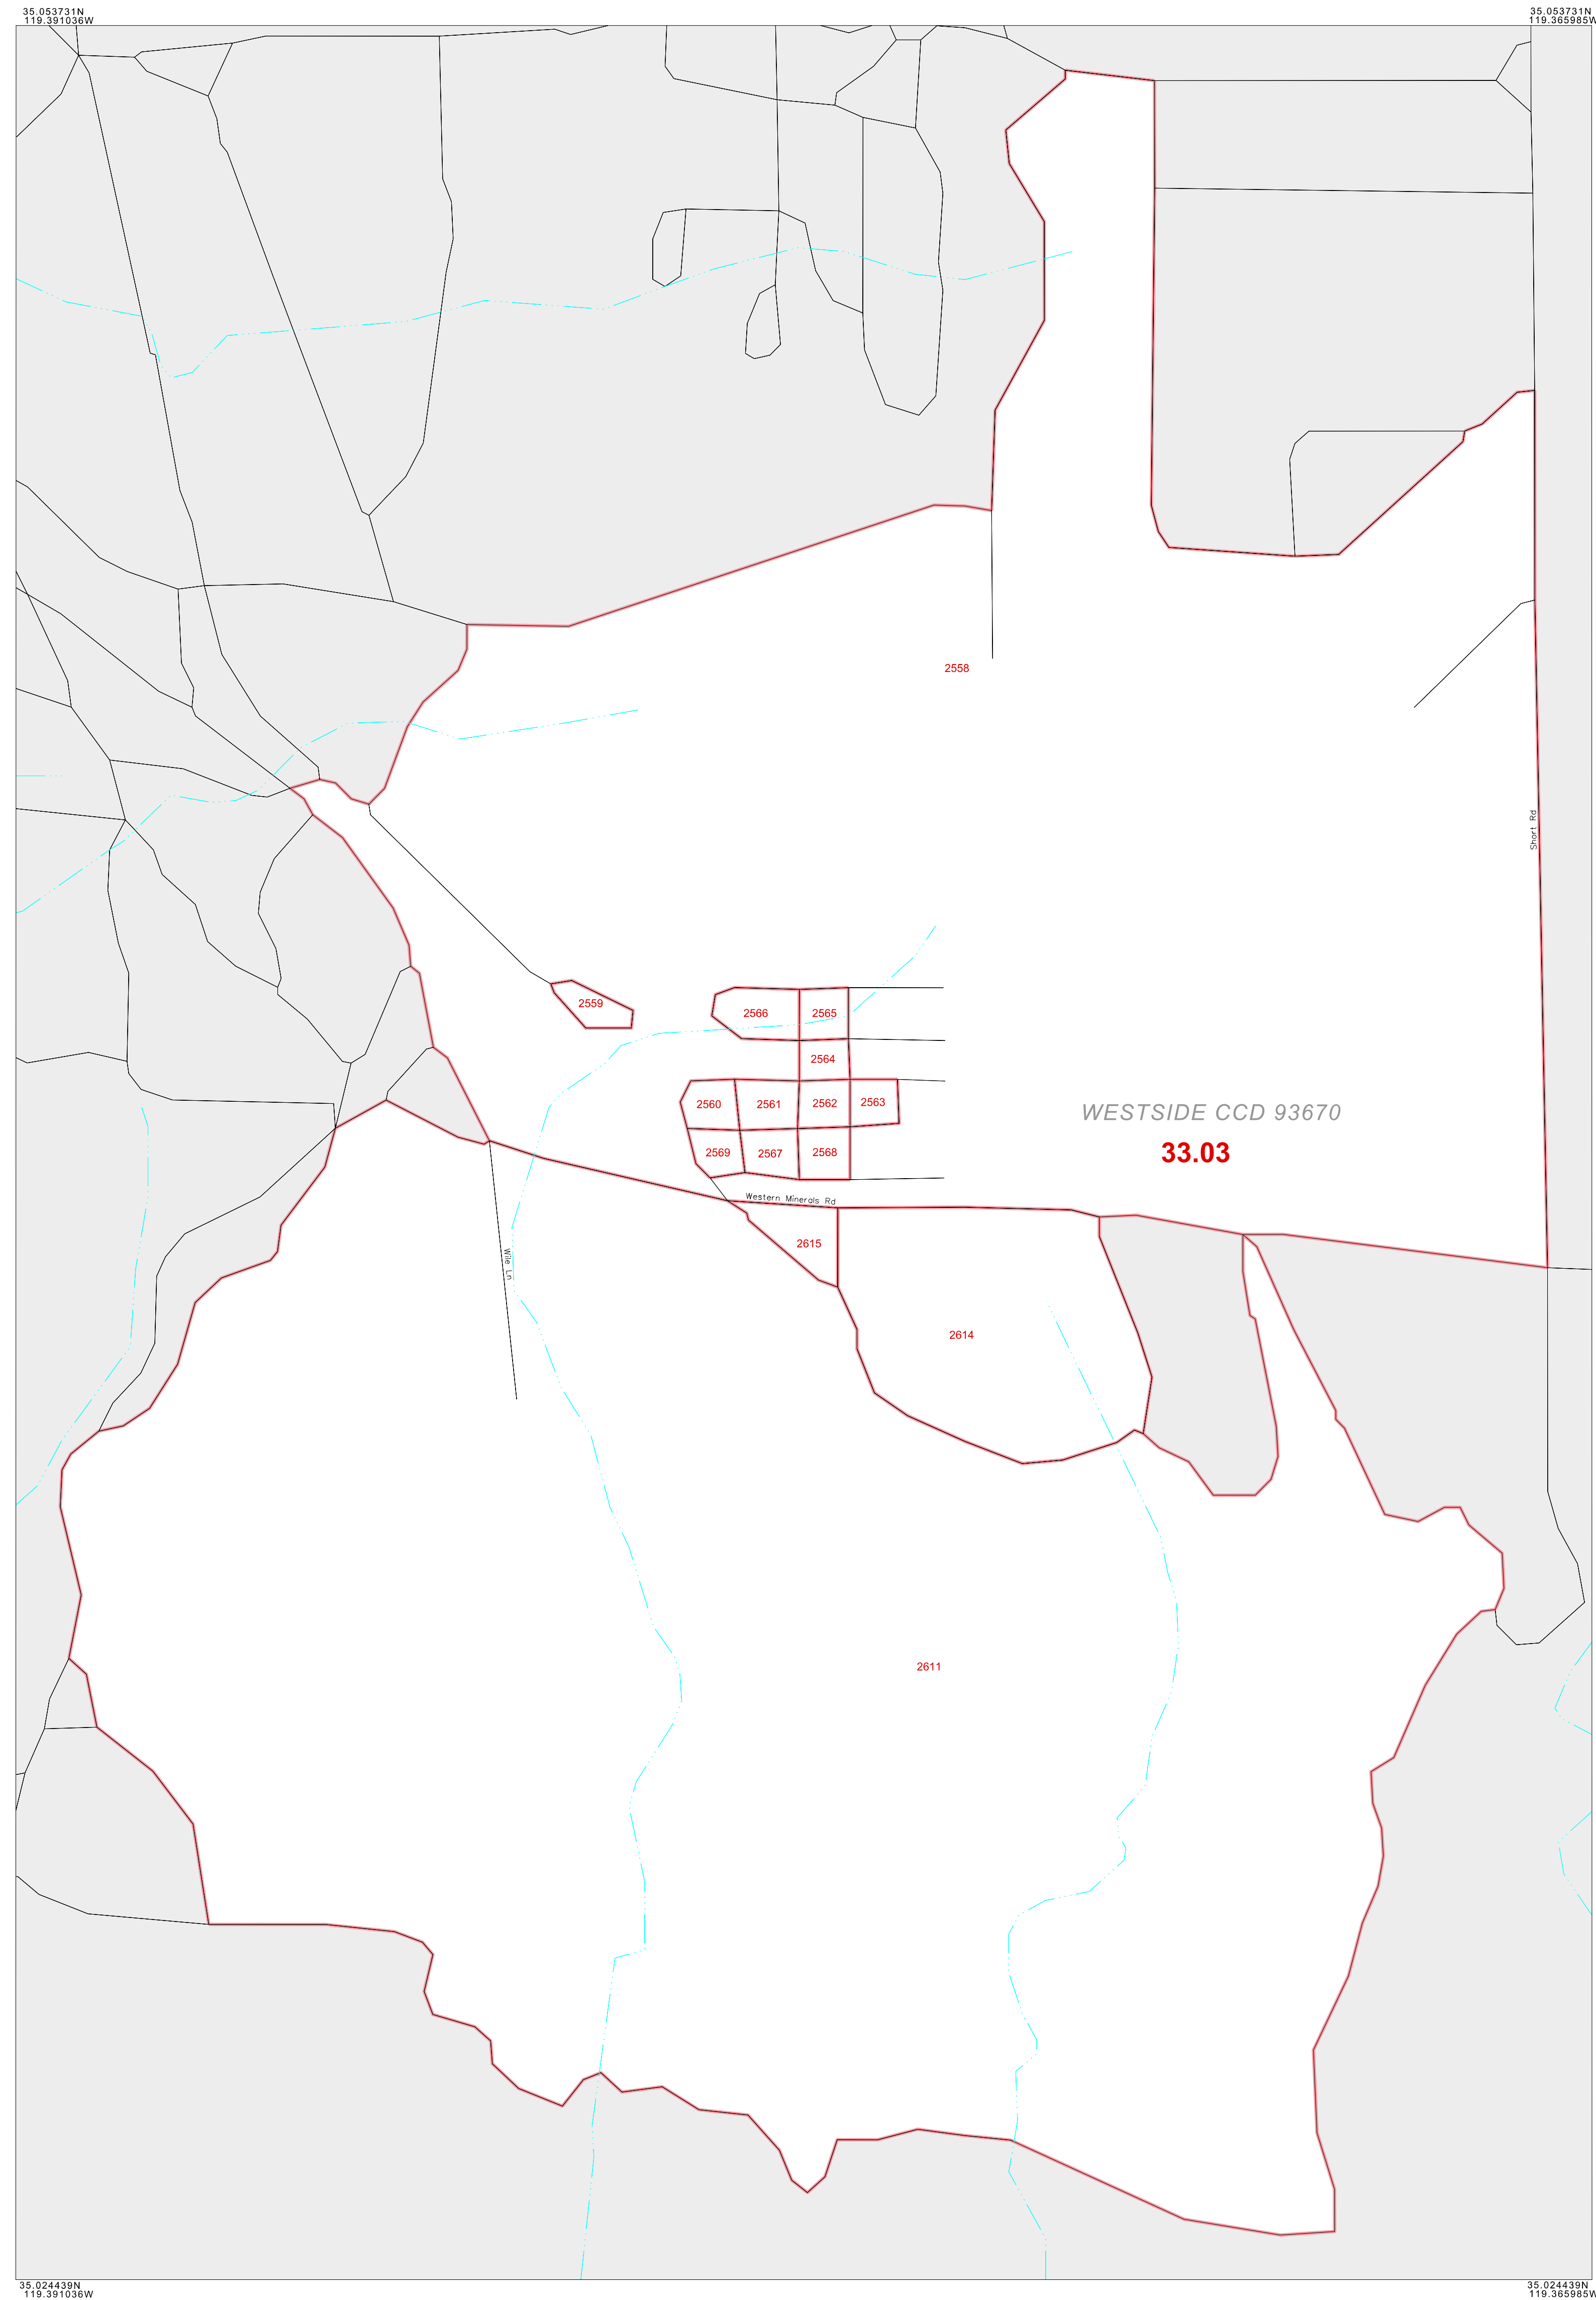 35.053731N
119.391036W
35.053731N
119.365985W
2558
Short Rd
2559
2566
2565
2564
2560
2561
2562
2563
WESTSIDE CCD 93670
2569
2567
2568
33.03
Western Minerals Rd
2615
Wile Ln
2614
2611
35.024439N
119.391036W
35.024439N
119.365985W